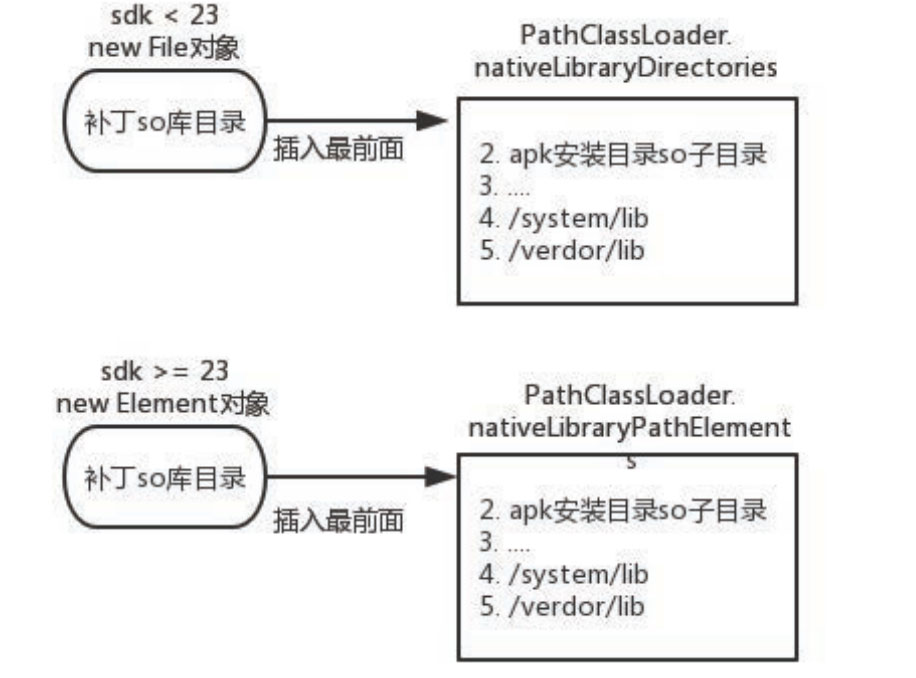 sdk < 23
new File对象
补丁so库目录
插入最前面
PathClassLoader.
nativeLibraryDirectories
2. apk安装目录so子目录
3. ....
4. /system/lib
5. /verdor/lib
sdk >= 23
new Element对象
补丁so库目录
插入最前面
PathClassLoader.
nativeLibraryPathElement
s
2. apk安装目录so子目录
3. ....
4. /system/lib
5. /verdor/lib